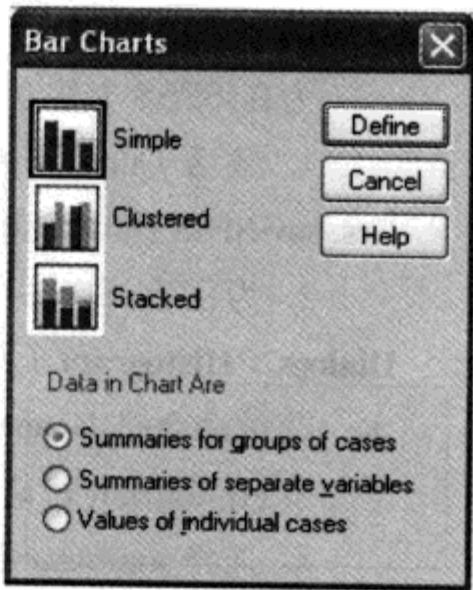 Bar Charts
Simple
Clustered
Stacked
Define
Cancel
Help
Data in Chart Are
Summaries for groups of cases
Summaries of separate variables
Values of individual cases